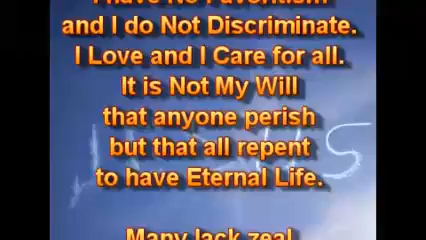 I have No Favoritism
and I do Not Discriminate.
I Love and I Care for all.
It is Not My Will
that anyone perish
but that all repent
to have Eternal Life.
Many lack zeal
JESUS